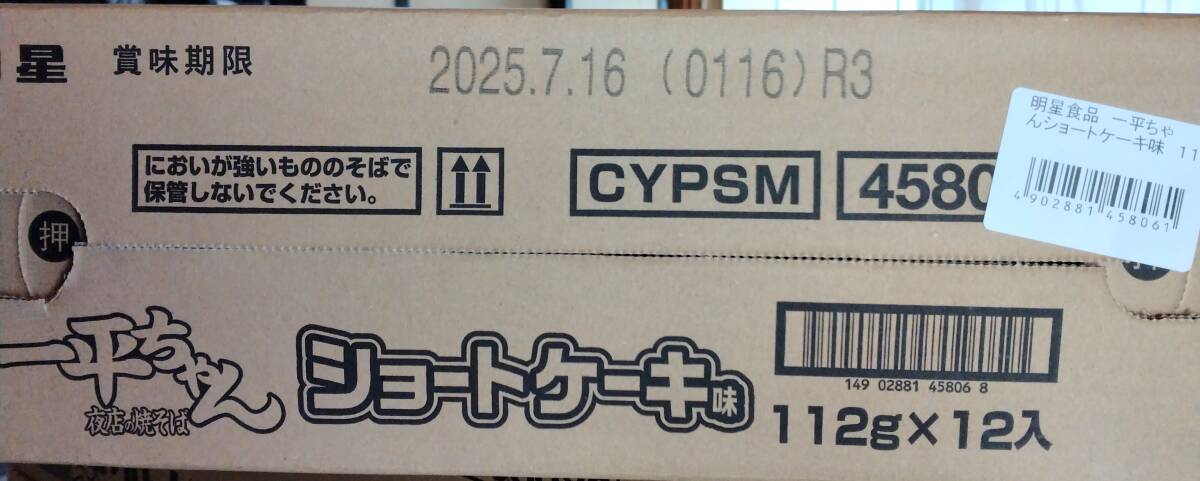 星 賞味期限 2025.7.16 (0116) R3
明星食品 一平ちゃ
んショートケーキ味 11
4902881458061
においが強いもののそばで
保管しないでください。
CYPSM 4580
押
一平ちゃん
夜店の焼そば
ショートケーキ味
149 02881 45806 8
112g×12入